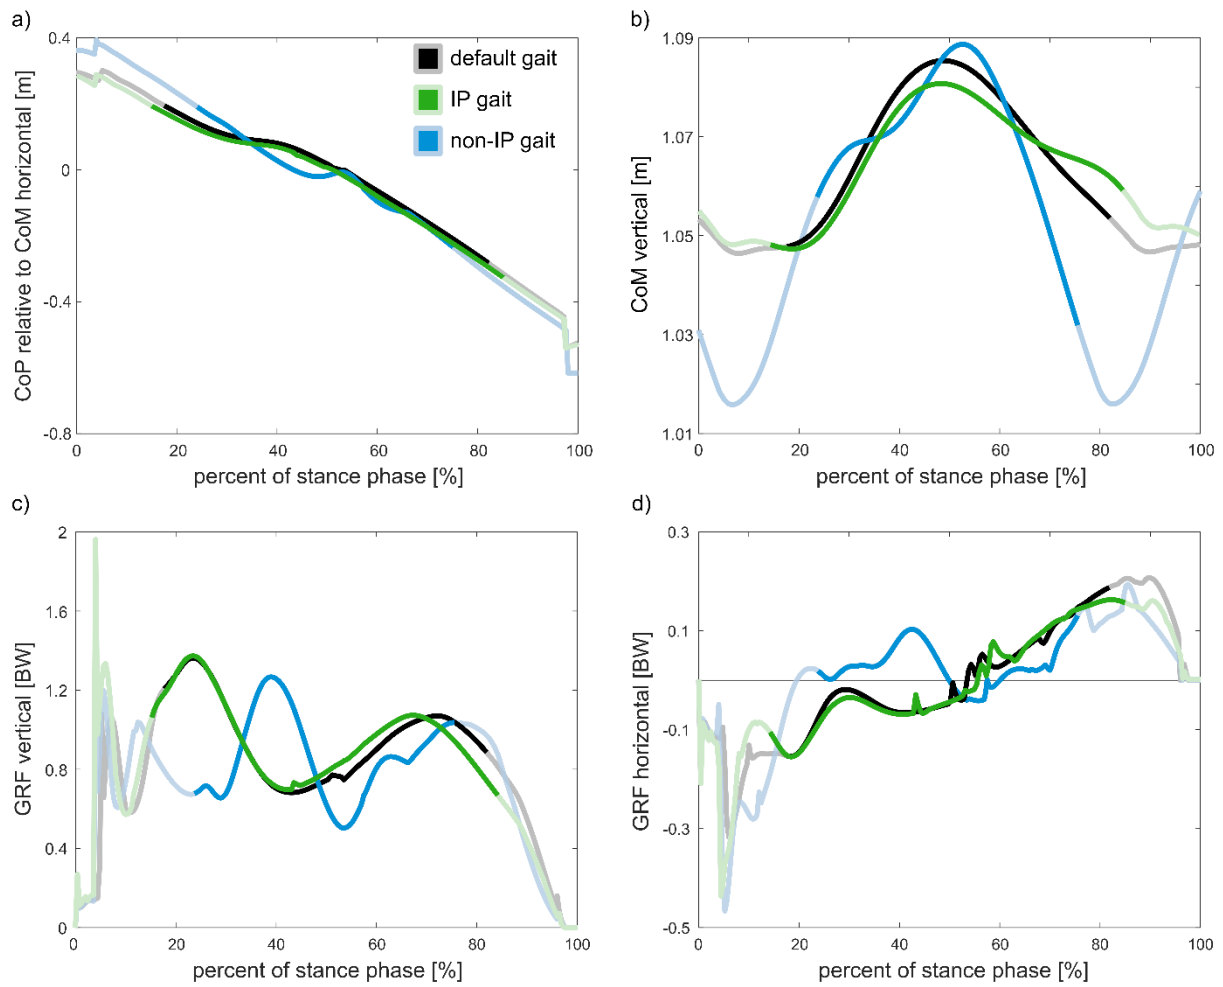 a)
CoP relative to CoM horizontal [m]
0.4
0
-0.4
-0.8
0 20 40 60 80 100
percent of stance phase [%]
default gait
IP gait
non-IP gait
b)
CoM vertical [m]
1.09
1.07
1.05
1.03
1.01
0 20 40 60 80 100
percent of stance phase [%]
c)
GRF vertical [BW]
2
1.6
1.2
0.8
0.4
0
0 20 40 60 80 100
percent of stance phase [%]
d)
GRF horizontal [BW]
0.3
0.1
-0.1
-0.3
-0.5
0 20 40 60 80 100
percent of stance phase [%]